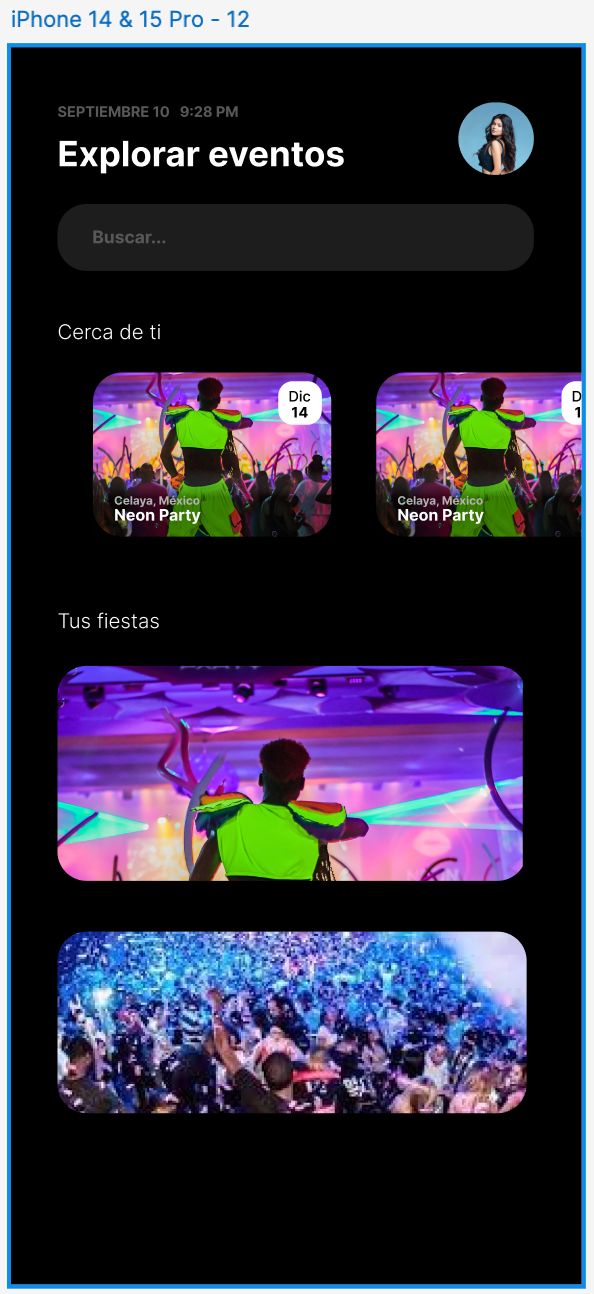 iPhone 14 & 15 Pro - 12
SEPTIEMBRE 10 9:28 PM
Explorar eventos
Buscar...
Cerca de ti
Dic
14
Celaya, México
Neon Party
D
1
Celaya, México
Neon Party
Tus fiestas